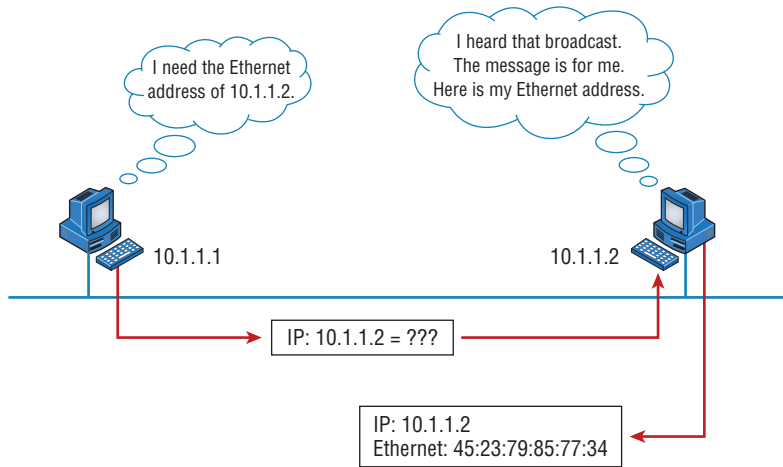 I need the Ethernet
address of 10.1.1.2.
I heard that broadcast.
The message is for me.
Here is my Ethernet address.
10.1.1.1
10.1.1.2
IP: 10.1.1.2 = ???
IP: 10.1.1.2
Ethernet: 45:23:79:85:77:34